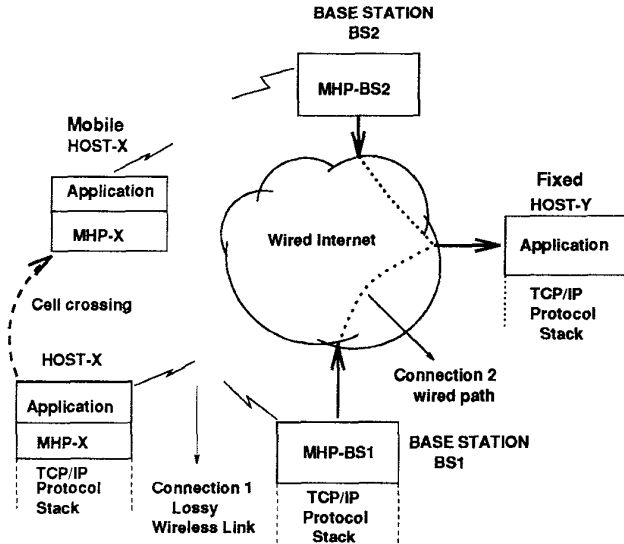 BASE STATION
BS2
MHP-BS2
Mobile
HOST-X
Application
MHP-X
Wired Internet
Fixed
HOST-Y
Application
TCP/IP
Protocol
Stack
Cell crossing
HOST-X
Application
MHP-X
TCP/IP
Protocol
Stack
Connection 1
Lossy
Wireless Link
Connection 2
wired path
MHP-BS1
TCP/IP
Protocol
Stack
BASE STATION
BS1